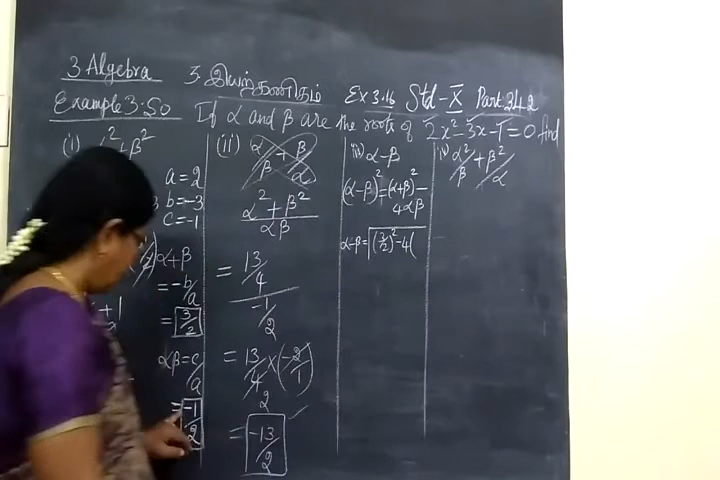 3 Algebra 3 இயற்கணிதம் Ex 3.16 Std - X Part 242
Example 3.50 If α and β are the roots of 2x² - 3x - 1 = 0 find
(i) α² + β²
a = 2
b = -3
c = -1
α + β
= -b/a
= 3/2
αβ = c/a
= -1/2
(ii) α/β + β/α
α² + β²
αβ
= 13/4
-1/2
= 13/4 × (-2/1)
2
= -13/2
iii) α - β
(α - β)² = (α + β)² -
4αβ
α - β = √(3/2)² - 4(
iv) α²/β + β²/α